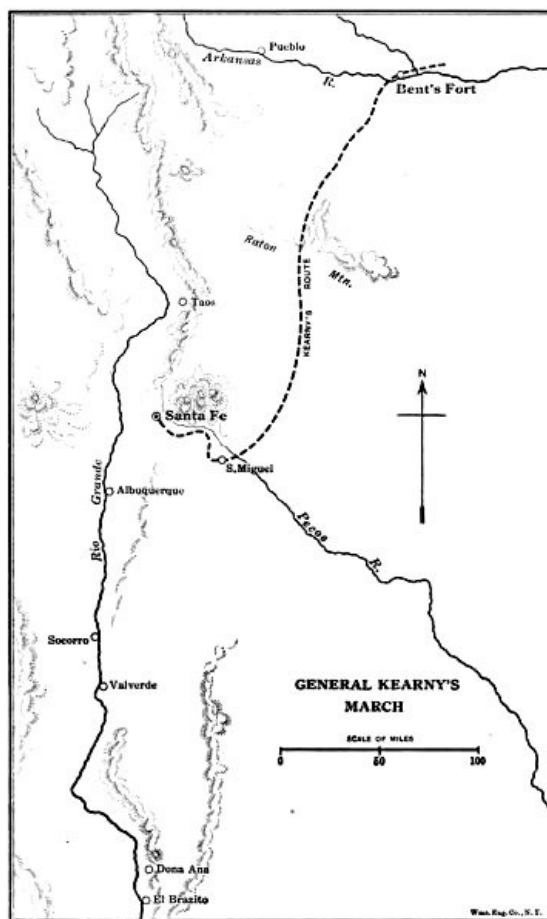 Pueblo
Arkansas R.
Bent's Fort
Raton Mtn.
KEARNY'S ROUTE
Taos
N
Santa Fe
S. Miguel
Rio Grande
Albuquerque
Pecos R.
Socorro
Valverde
GENERAL KEARNY'S
MARCH
SCALE OF MILES
0 50 100
Dona Ana
El Brazito
Wms. Eng. Co., N. Y.